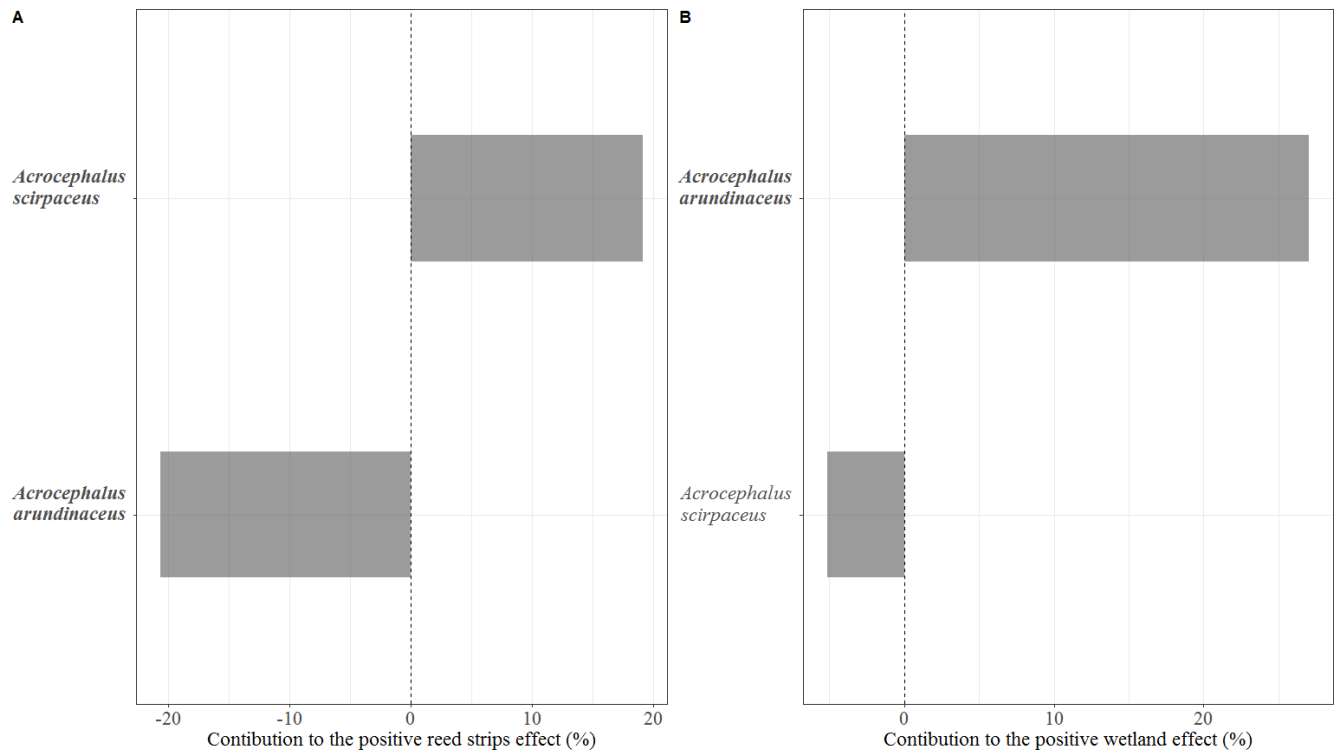 A
Acrocephalus
scirpaceus
Acrocephalus
arundinaceus
-20 -10 0 10 20
Contibution to the positive reed strips effect (%)
B
Acrocephalus
arundinaceus
Acrocephalus
scirpaceus
0 10 20
Contibution to the positive wetland effect (%)